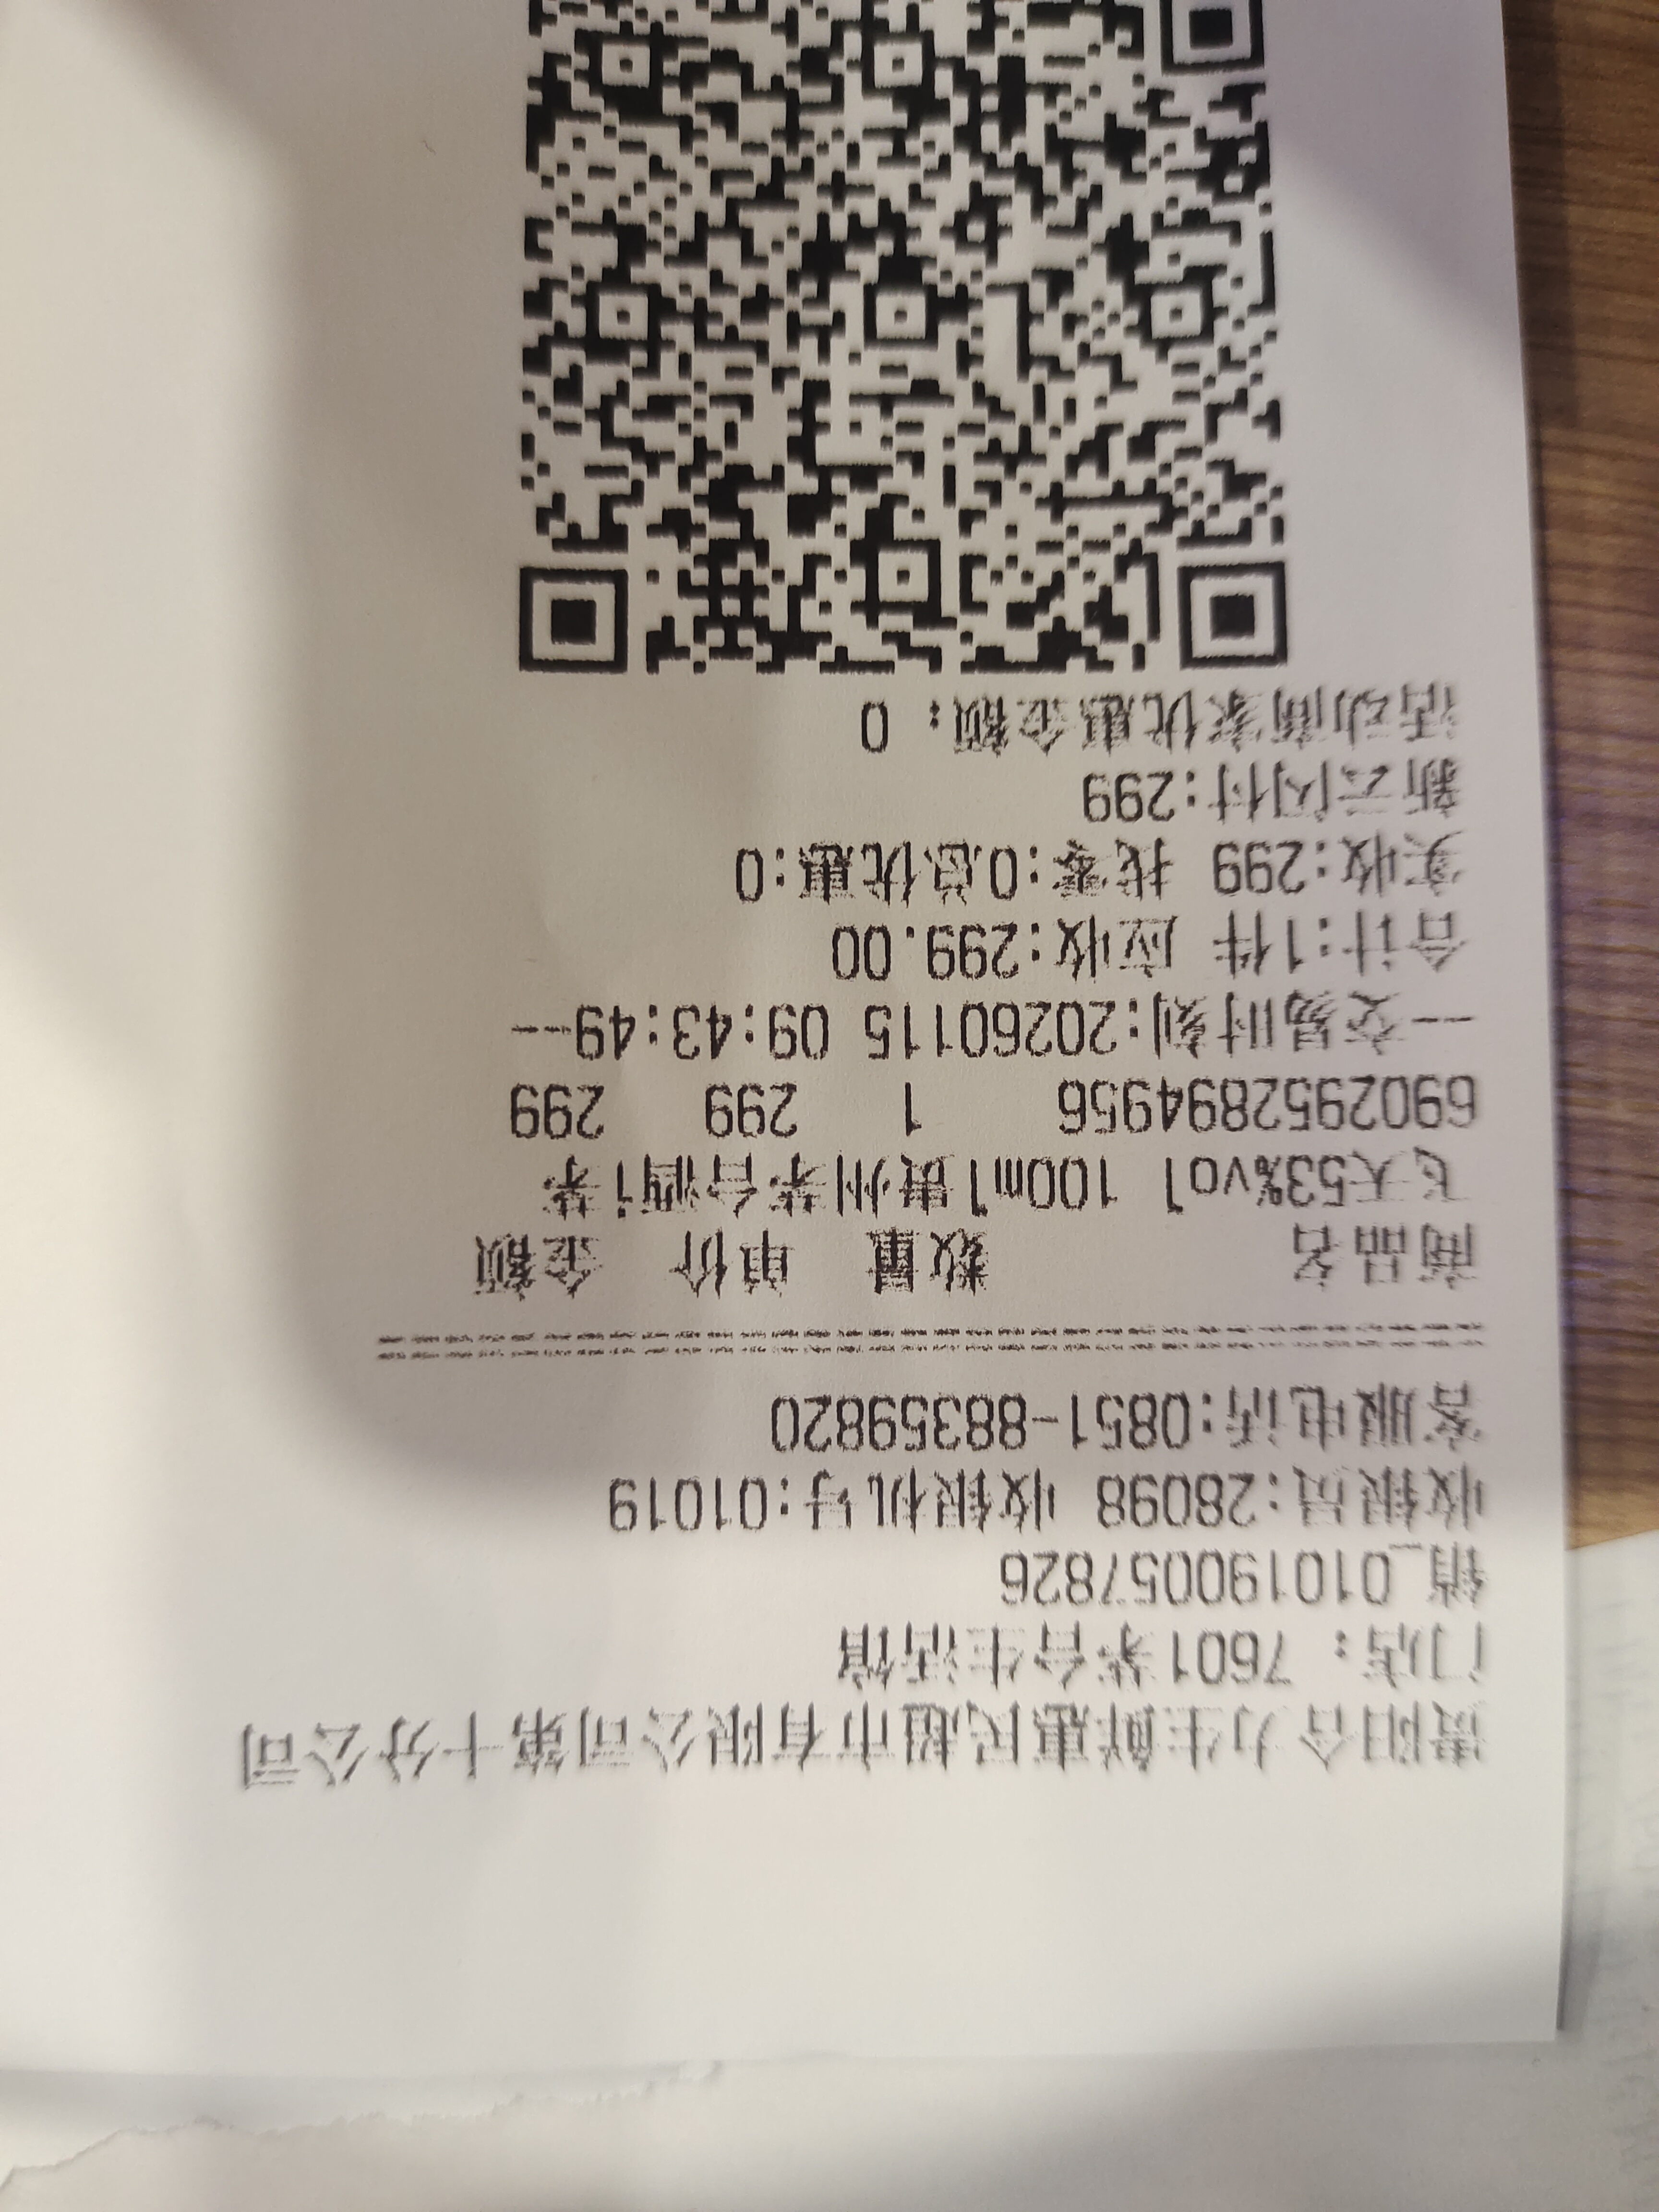 贵阳合力生鲜惠民超市有限公司第十分公司
门店：7601茅台生活馆
销_010190057826
收银员:28098 收银机号:01019
客服电话:0851-88359820
商品名 数量 单价 金额
飞天53%vol 100ml贵州茅台酒i茅
6902952894956 1 299 299
--交易时刻:20260115 09:43:49--
合计:1件 应收:299.00
实收:299 找零:0总优惠:0
新云闪付:299
活动商家优惠金额：0